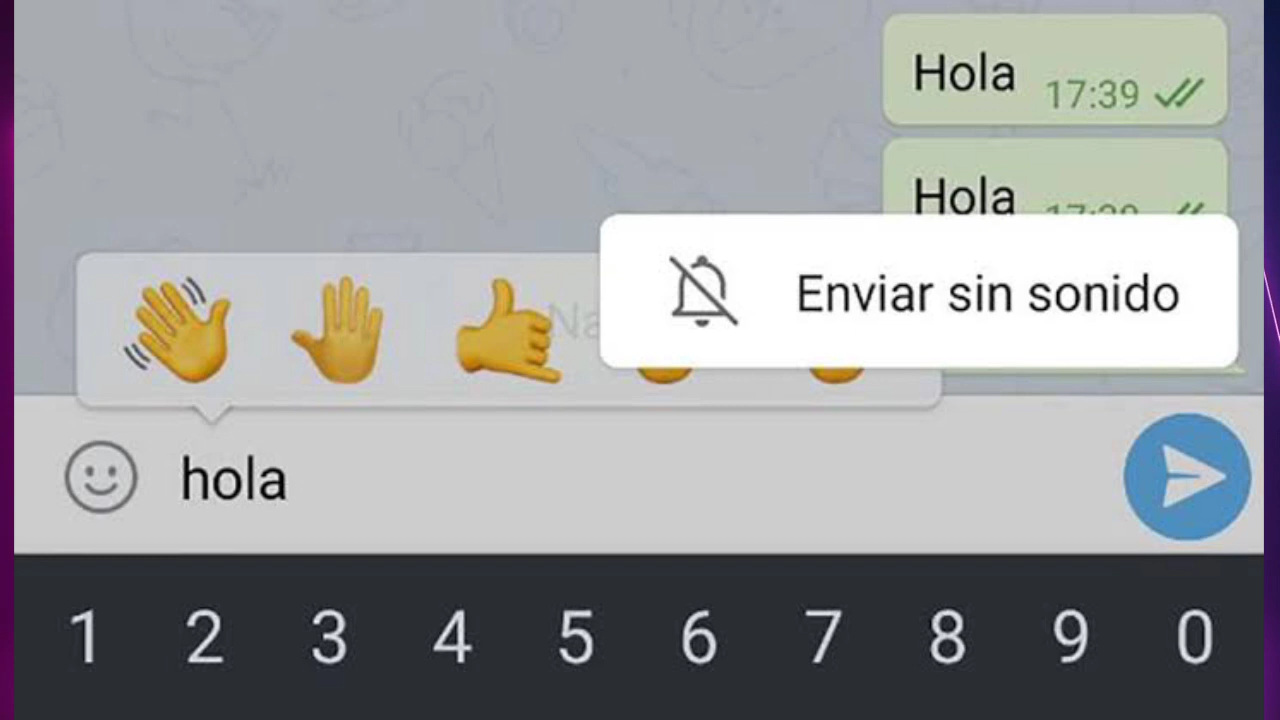 Hola 17:39
Hola
Enviar sin sonido
hola
1 2 3 4 5 6 7 8 9 0